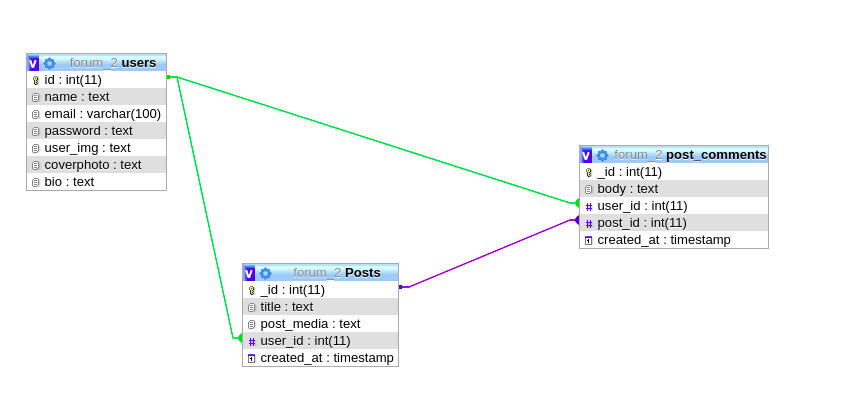 v forum_2 users
id : int(11)
name : text
email : varchar(100)
password : text
user_img : text
coverphoto : text
bio : text
v forum_2 post_comments
_id : int(11)
body : text
# user_id : int(11)
# post_id : int(11)
created_at : timestamp
v forum_2 Posts
_id : int(11)
title : text
post_media : text
# user_id : int(11)
created_at : timestamp